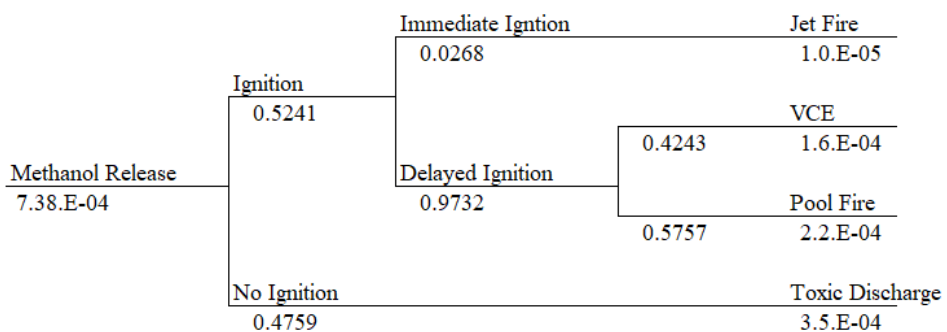 Immediate Igntion Jet Fire
0.0268 1.0.E-05
Ignition
0.5241 VCE
0.4243 1.6.E-04
Methanol Release Delayed Ignition
7.38.E-04 0.9732 Pool Fire
0.5757 2.2.E-04
No Ignition Toxic Discharge
0.4759 3.5.E-04